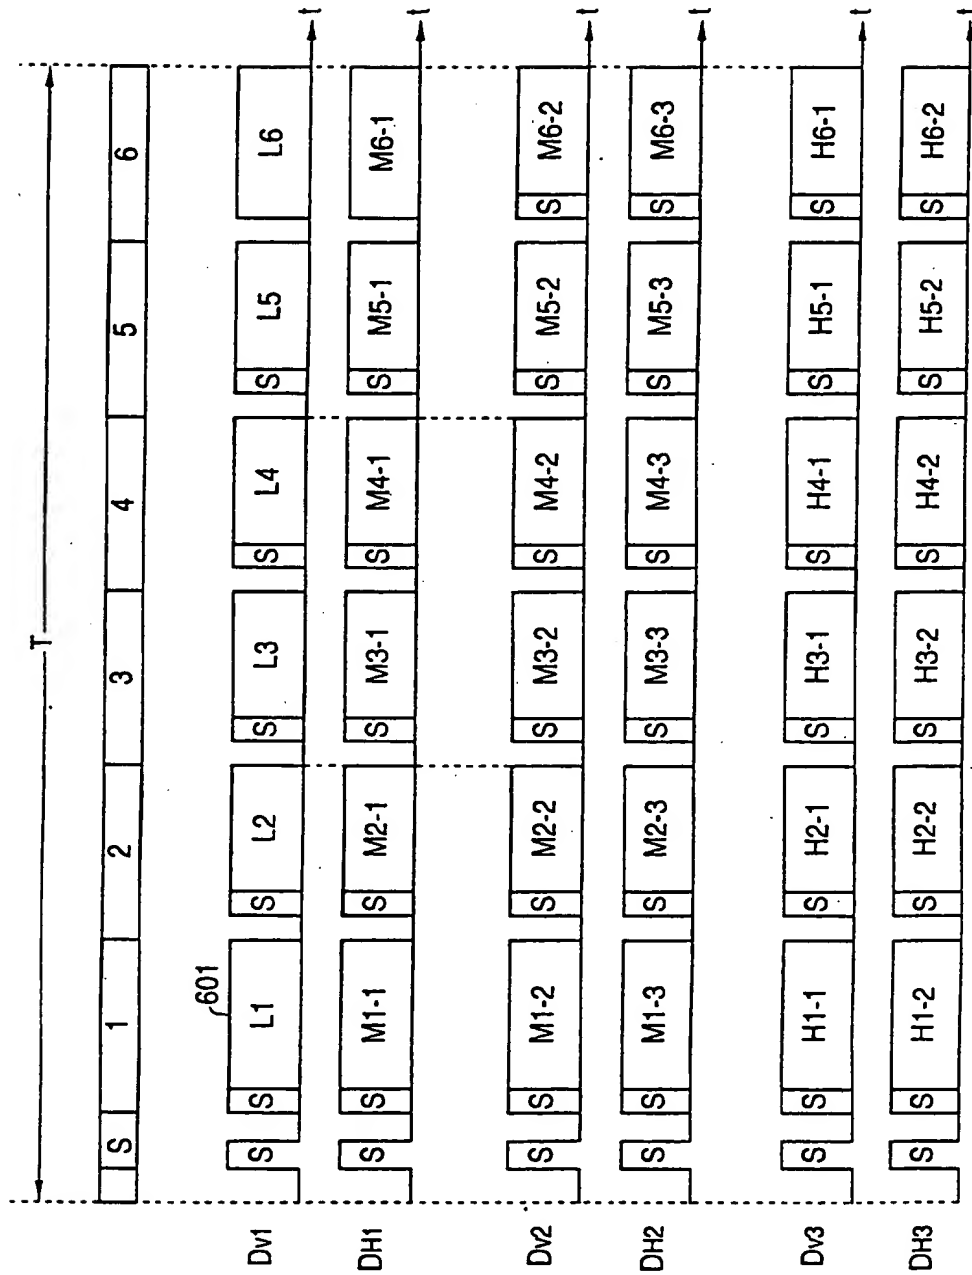 T
S 1 2 3 4 5 6
601
Dv1 S S L1 S L2 S L3 S L4 S L5 L6 t
DH1 S S M1-1 S M2-1 S M3-1 S M4-1 S M5-1 M6-1 t
Dv2 S S M1-2 S M2-2 S M3-2 S M4-2 S M5-2 S M6-2 t
DH2 S S M1-3 S M2-3 S M3-3 S M4-3 S M5-3 S M6-3 t
Dv3 S S H1-1 S H2-1 S H3-1 S H4-1 S H5-1 S H6-1 t
DH3 S S H1-2 S H2-2 S H3-2 S H4-2 S H5-2 S H6-2 t